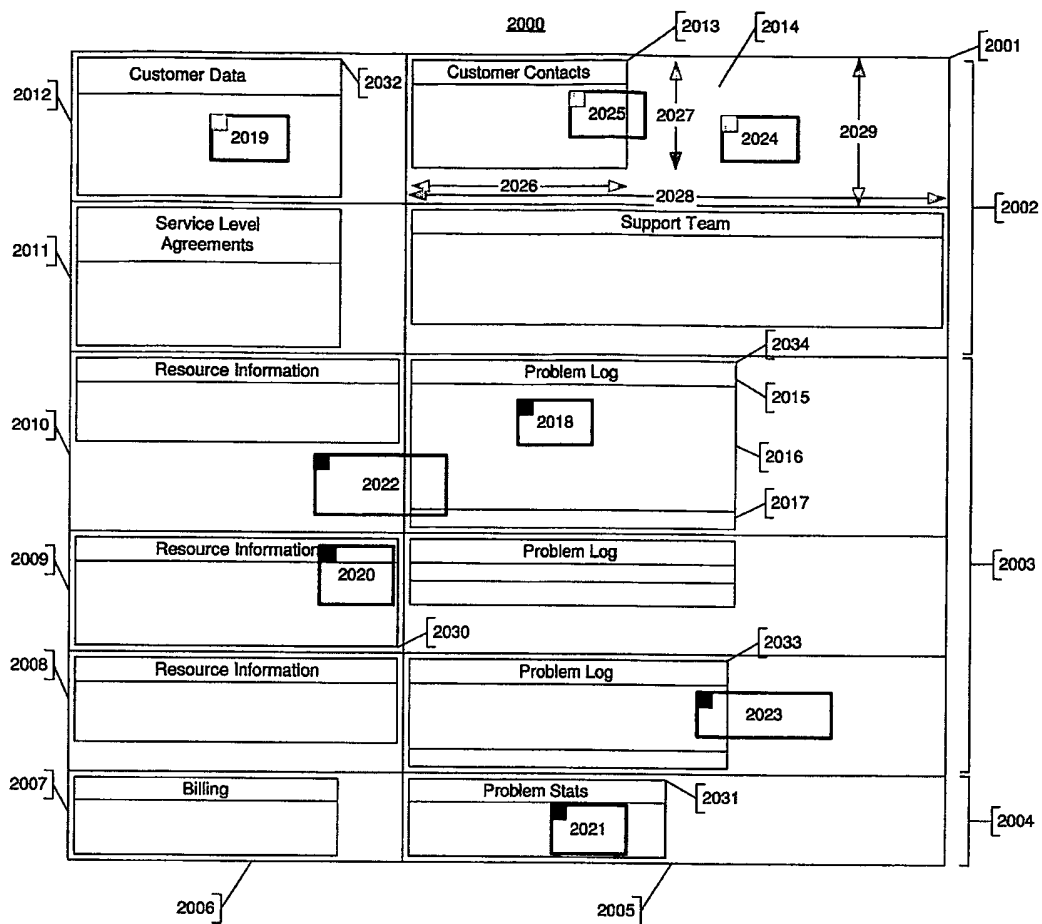 2000
2013
2014
2001
Customer Data
2032
Customer Contacts
2012
2019
2025
2027
2024
2029
2026
2028
2002
Service Level
Agreements
Support Team
2011
2034
Resource Information
Problem Log
2015
2010
2018
2016
2022
2017
Resource Information
Problem Log
2009
2020
2003
2030
2033
2008
Resource Information
Problem Log
2023
2007
Billing
Problem Stats
2031
2021
2004
2006
2005